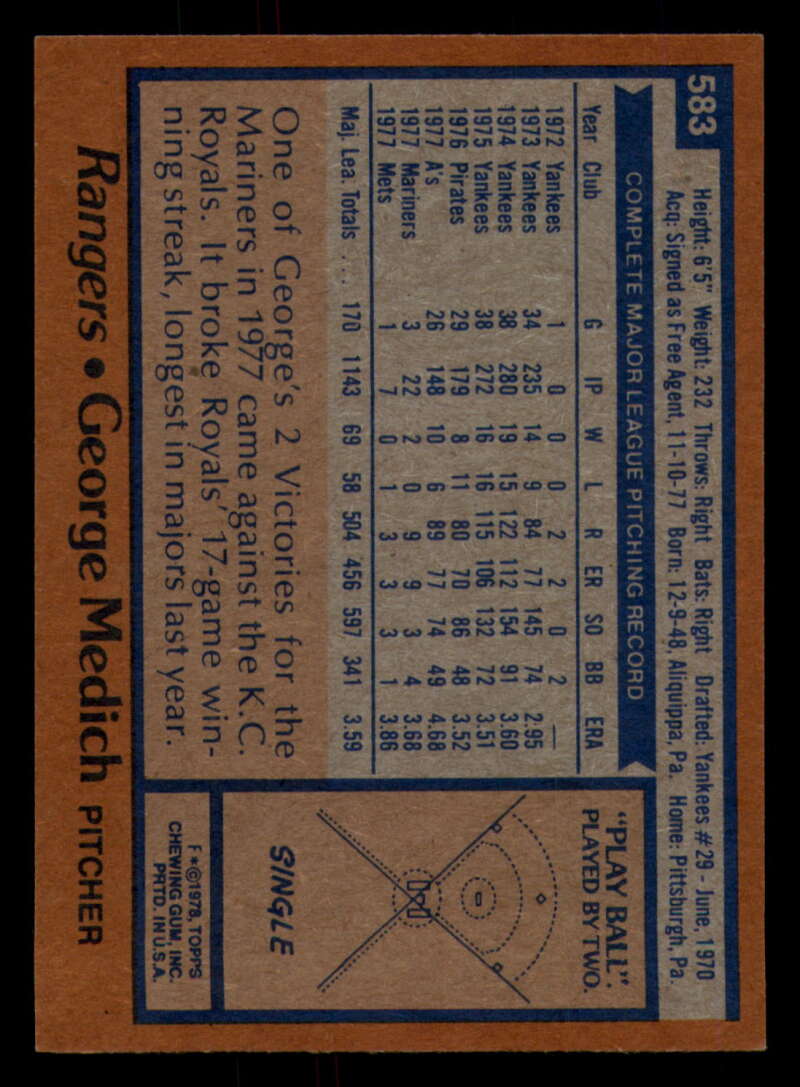 583
Height: 6'5" Weight: 232 Throws: Right Bats: Right Drafted: Yankees #29 - June, 1970
Acq: Signed as Free Agent, 11-10-77 Born: 12-9-48, Aliquippa, Pa. Home: Pittsburgh, Pa.
COMPLETE MAJOR LEAGUE PITCHING RECORD
Year Club G IP W L R ER SO BB ERA
1972 Yankees 1 0 0 0 2 2 0 2 —
1973 Yankees 34 235 14 9 84 77 145 74 2.95
1974 Yankees 38 280 19 15 122 112 154 91 3.60
1975 Yankees 38 272 16 16 115 106 132 72 3.51
1976 Pirates 29 179 8 11 80 70 86 48 3.52
1977 A's 26 148 10 6 89 77 74 49 4.68
1977 Mariners 3 22 2 0 9 9 3 4 3.68
1977 Mets 1 7 0 1 3 3 3 1 3.86
Maj. Lea. Totals ... 170 1143 69 58 504 456 597 341 3.59
One of George's 2 Victories for the
Mariners in 1977 came against the K.C.
Royals. It broke Royals' 17-game win-
ning streak, longest in majors last year.
"PLAY BALL".
PLAYED BY TWO.
SINGLE
F*©1978, TOPPS
CHEWING GUM, INC.
PRTD. IN U.S.A.
Rangers • George Medich PITCHER